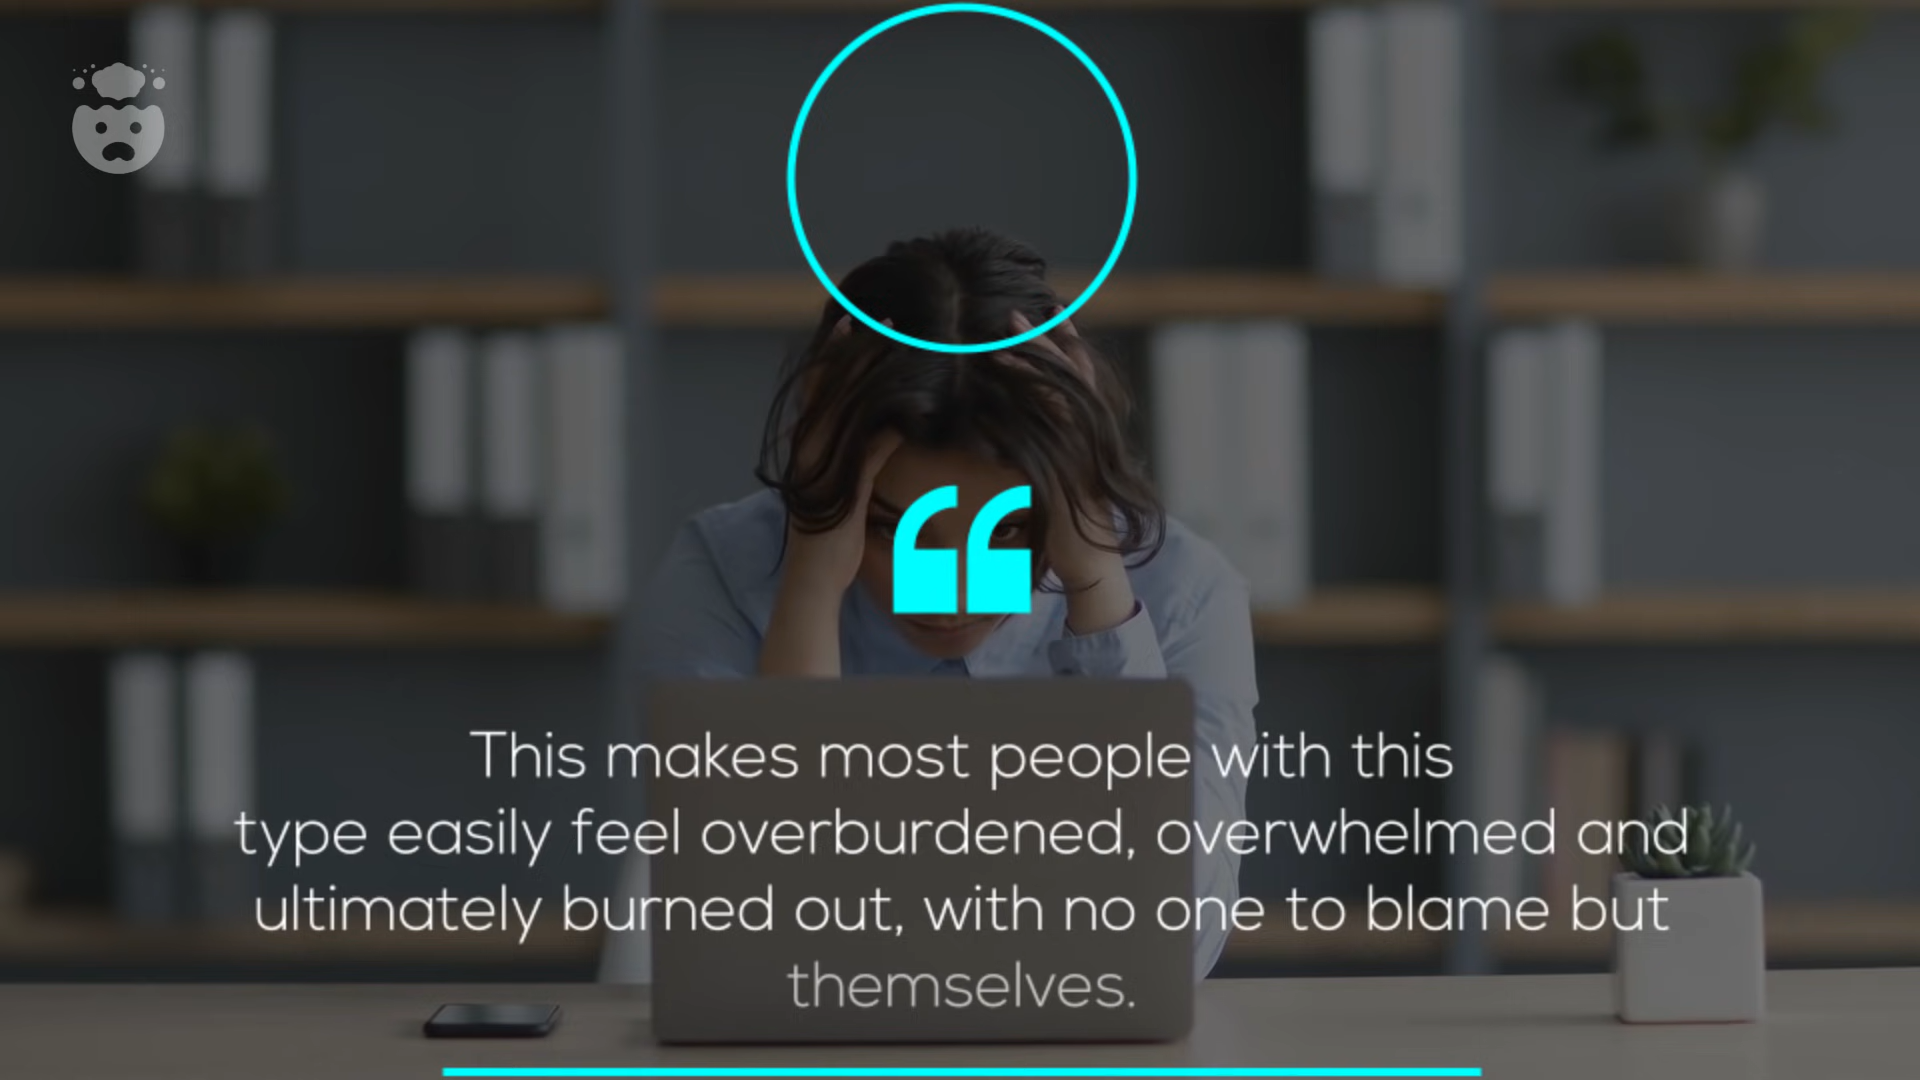 This makes most people with this
type easily feel overburdened, overwhelmed and
ultimately burned out, with no one to blame but
themselves.